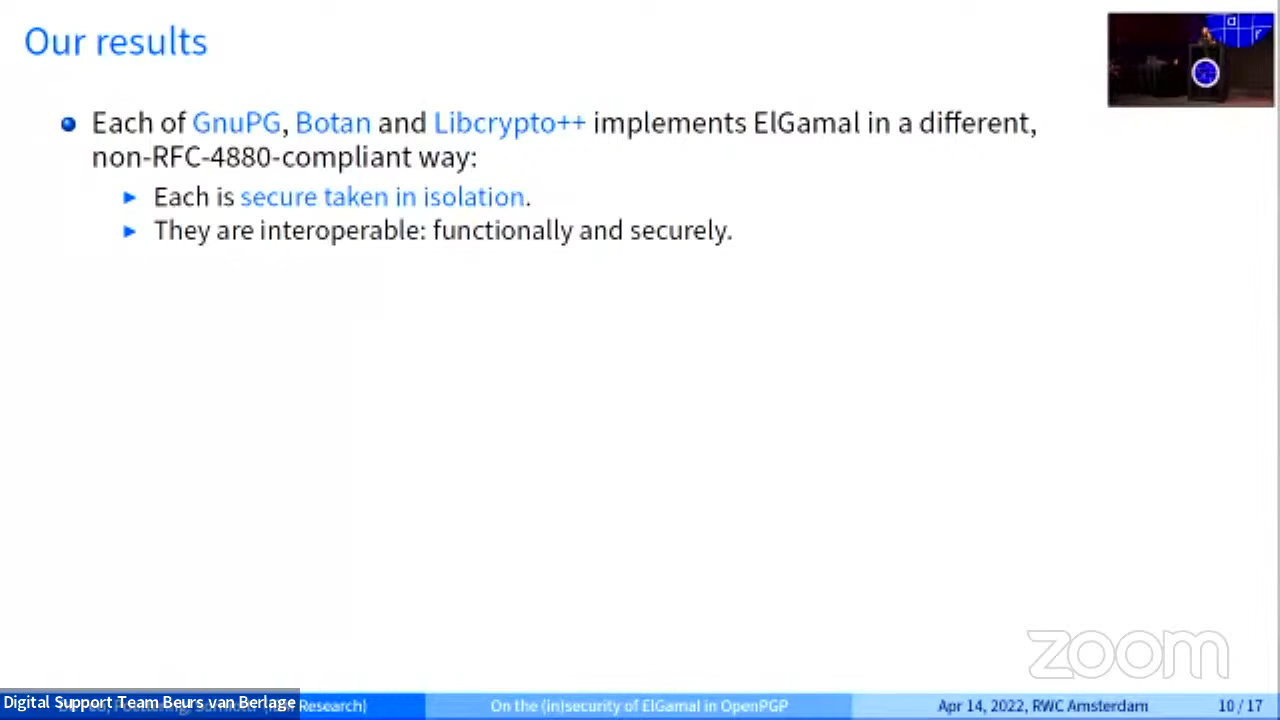 Our results
Each of GnuPG, Botan and Libcrypto++ implements ElGamal in a different,
non-RFC-4880-compliant way:
Each is secure taken in isolation.
They are interoperable: functionally and securely.
zoom
Digital Support Team Beurs van Berlage
Research)
On the (in)security of ElGamal in OpenPGP
Apr 14, 2022, RWC Amsterdam
10 / 17